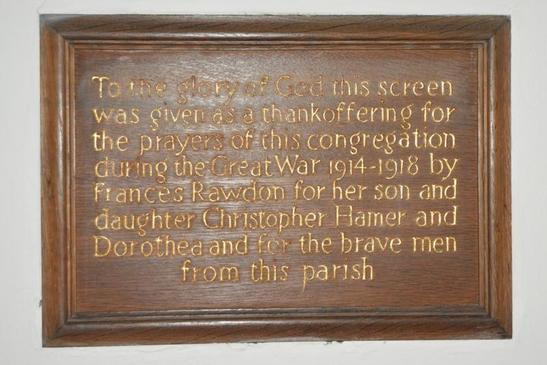 To the glory of God this screen
was given as a thankoffering for
the prayers of this congregation
during the Great War 1914-1918 by
Frances Rawdon for her son and
daughter Christopher Hamer and
Dorothea and for the brave men
from this parish